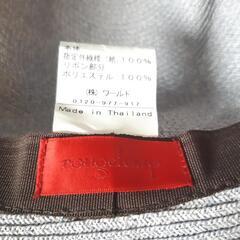 本体
指定外繊維(紙)100%
リボン部分
ポリエステル 100%
(株)ワールド
0120-977-917
Made in Thailand